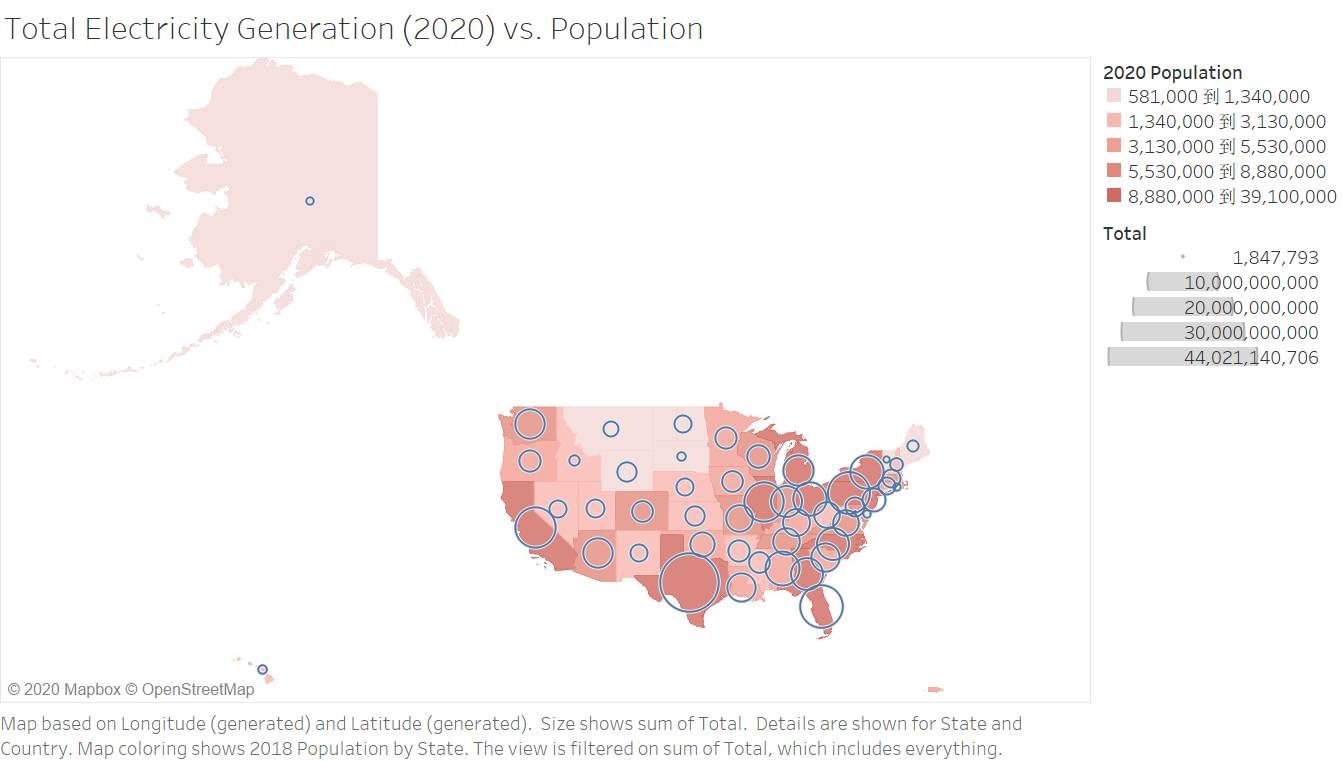 Total Electricity Generation (2020) vs. Population
2020 Population
581,000 到 1,340,000
1,340,000 到 3,130,000
3,130,000 到 5,530,000
5,530,000 到 8,880,000
8,880,000 到 39,100,000
Total
1,847,793
10,000,000,000
20,000,000,000
30,000,000,000
44,021,140,706
© 2020 Mapbox © OpenStreetMap
Map based on Longitude (generated) and Latitude (generated). Size shows sum of Total. Details are shown for State and
Country. Map coloring shows 2018 Population by State. The view is filtered on sum of Total, which includes everything.